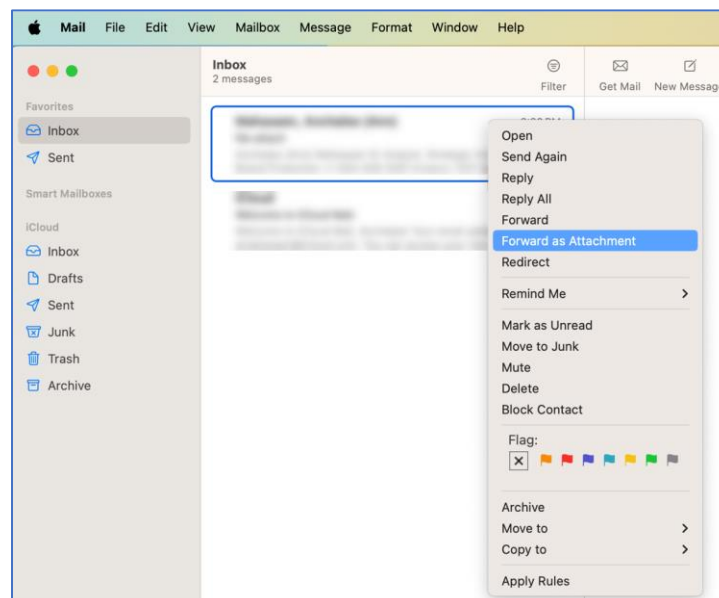 Mail File Edit View Mailbox Message Format Window Help
Inbox
2 messages
Filter
Get Mail New Messag
Favorites
Inbox
Sent
Smart Mailboxes
iCloud
Inbox
Drafts
Sent
Junk
Trash
Archive
Open
Send Again
Reply
Reply All
Forward
Forward as Attachment
Redirect
Remind Me
Mark as Unread
Move to Junk
Mute
Delete
Block Contact
Flag:
Archive
Move to
Copy to
Apply Rules